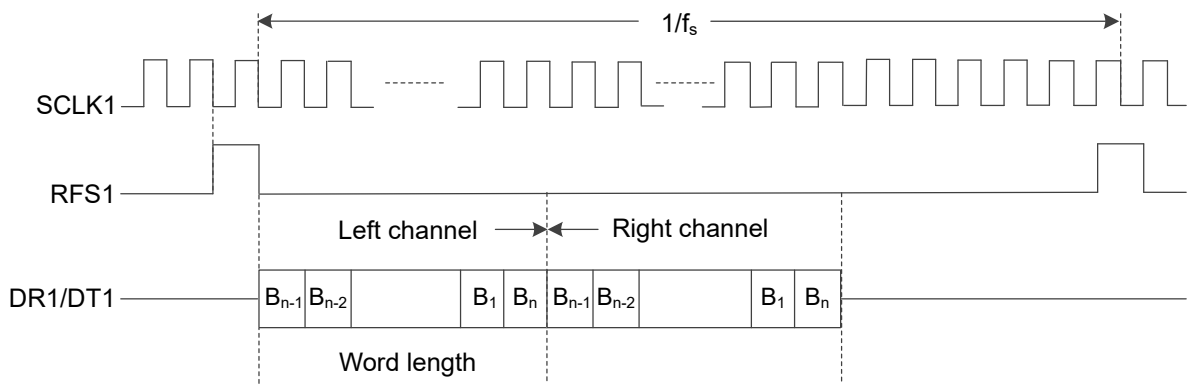 1/fₛ
SCLK1
RFS1
Left channel Right channel
DR1/DT1 Bₙ₋₁ Bₙ₋₂ B₁ Bₙ Bₙ₋₁ Bₙ₋₂ B₁ Bₙ
Word length